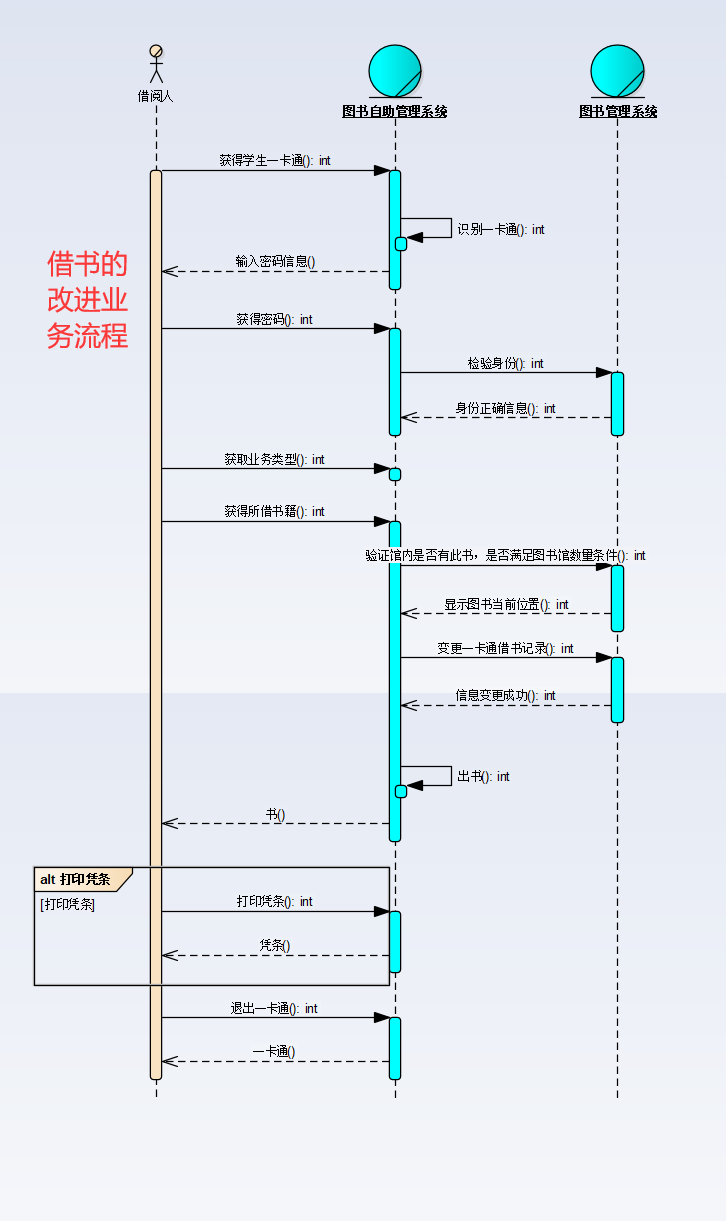 借阅人
图书自助管理系统
图书管理系统
获得学生一卡通(): int
识别一卡通(): int
借书的
改进业
务流程
输入密码信息()
获得密码(): int
检验身份(): int
身份正确信息(): int
获取业务类型(): int
获得所借书籍(): int
验证馆内是否有此书，是否满足图书馆数量条件(): int
显示图书当前位置(): int
变更一卡通借书记录(): int
信息变更成功(): int
出书(): int
书()
alt 打印凭条
[打印凭条]
打印凭条(): int
凭条()
退出一卡通(): int
一卡通()